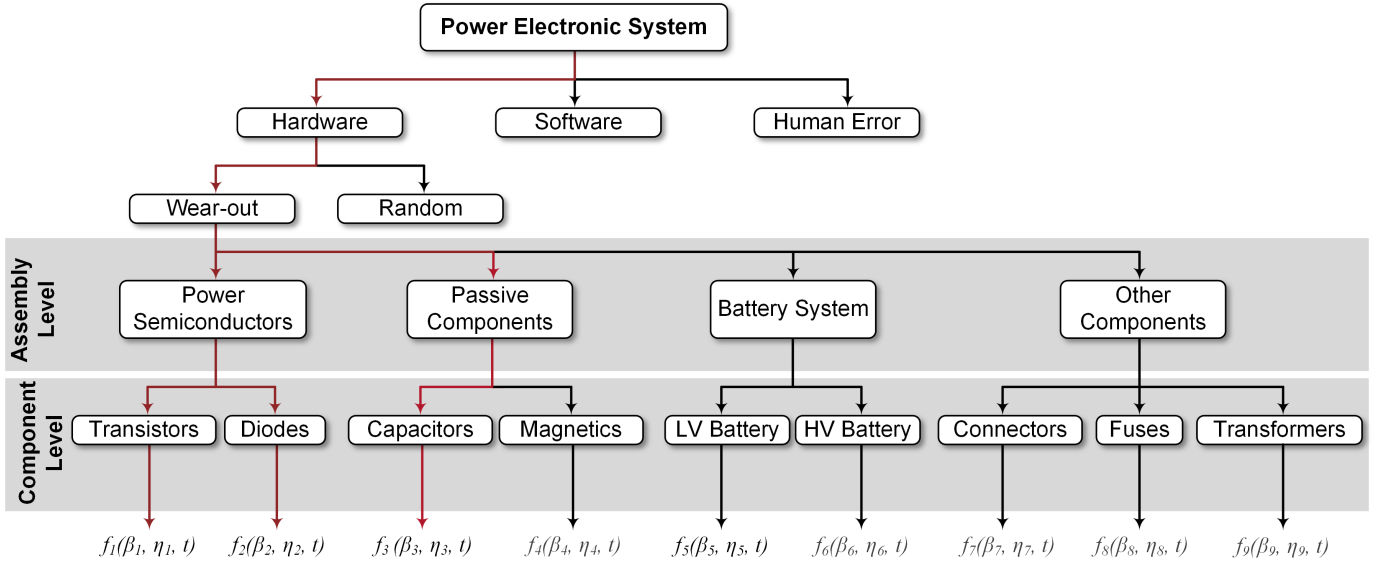 Power Electronic System
Hardware
Software
Human Error
Wear-out
Random
Assembly
Level
Power
Semiconductors
Passive
Components
Battery System
Other
Components
Component
Level
Transistors
Diodes
Capacitors
Magnetics
LV Battery
HV Battery
Connectors
Fuses
Transformers
f₁(β₁, η₁, t)
f₂(β₂, η₂, t)
f₃ (β₃, η₃, t)
f₄(β₄, η₄, t)
f₅(β₅, η₅, t)
f₆(β₆, η₆, t)
f₇(β₇, η₇, t)
f₈(β₈, η₈, t)
f₉(β₉, η₉, t)